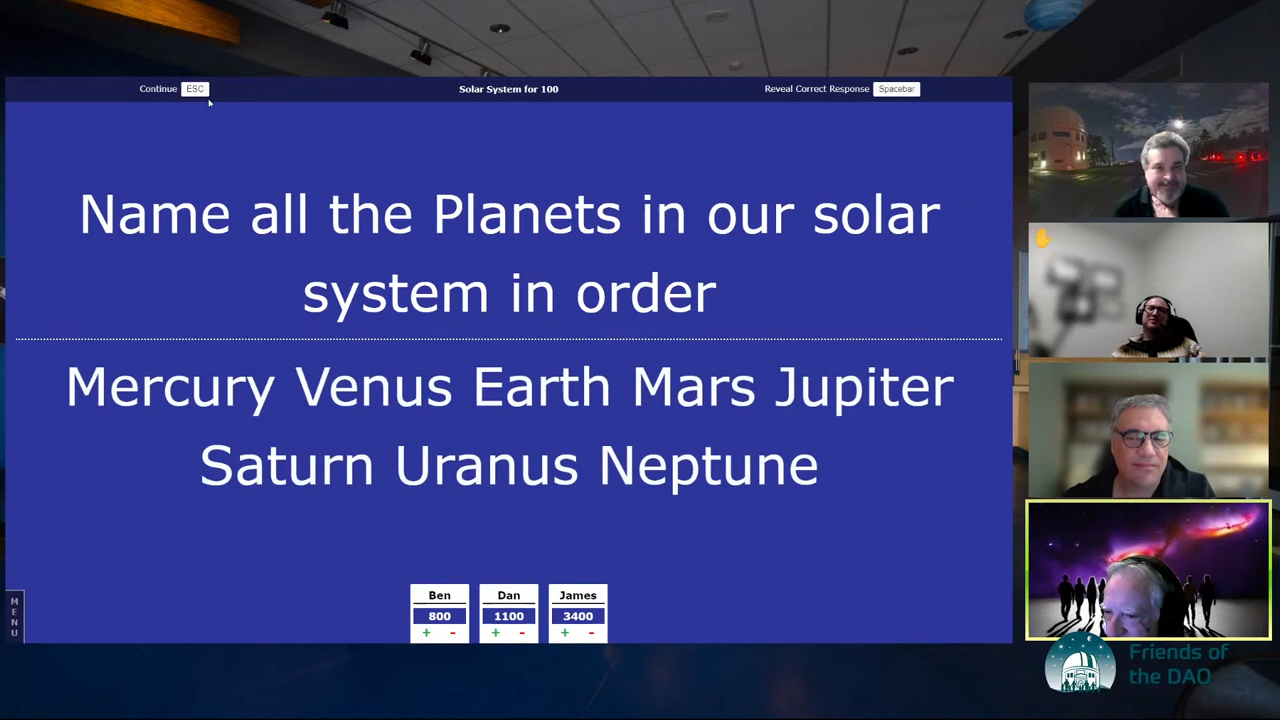 Continue ESC
Solar System for 100
Reveal Correct Response Spacebar
Name all the Planets in our solar
system in order
Mercury Venus Earth Mars Jupiter
Saturn Uranus Neptune
MENU
Ben Dan James
800 1100 3400
+ - + - + -
Friends of
the DAO